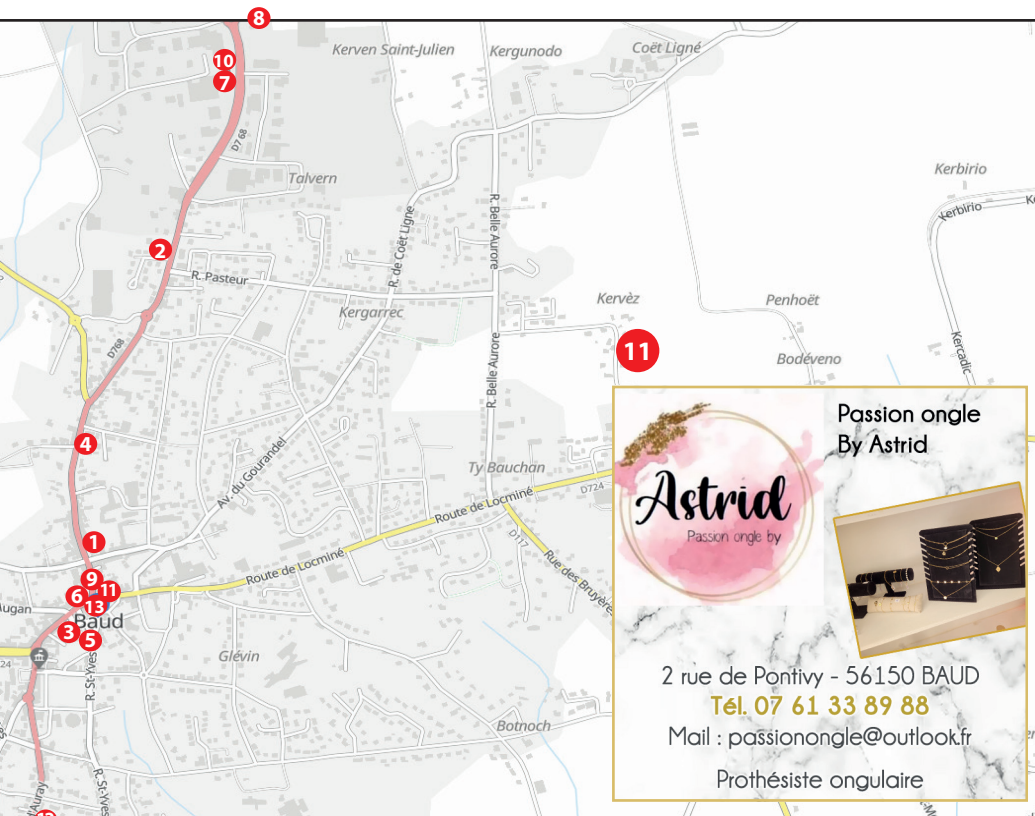 8
Kerven Saint-Julien
Kergunodo
Coët Ligné
10
7
D768
Talvern
Kerbirio
Kerbirio
R. Belle Aurore
R. de Coët Ligne
2
R. Pasteur
Kergarrec
Kervèz
Penhoët
11
D768
R. Belle Aurore
Bodéveno
Kercadic
4
Av. du Gourandel
Ty Bauchan
Route de Locminé
D724
D117
Rue des Bruyères
1
Route de Locminé
9
6
11
13
Augan
Baud
3
5
24
R. St-Yves
Glévin
Botnoch
R. St-Yves
d'Auray
Passion ongle
By Astrid
Astrid
Passion ongle by
2 rue de Pontivy - 56150 BAUD
Tél. 07 61 33 89 88
Mail : passionongle@outlook.fr
Prothésiste ongulaire